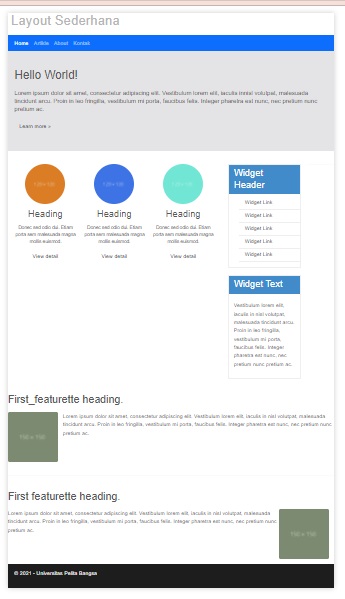 Layout Sederhana
Home Artikle About Kontak
Hello World!
Lorem ipsum dolor sit amet, consectetur adipiscing elit. Vestibulum lorem elit, iaculis innisl volutpat, malesuada
tincidunt arcu. Proin in leo fringilla, vestibulum mi porta, faucibus felis. Integer pharetra est nunc, nec pretium nunc
pretium ac.
Learn more »
Heading
Donec sed odio dui. Etiam
porta sem malesuada magna
mollis euismod.
View detail
Heading
Donec sed odio dui. Etiam
porta sem malesuada magna
mollis euismod.
View detail
Heading
Donec sed odio dui. Etiam
porta sem malesuada magna
mollis euismod.
View detail
Widget
Header
Widget Link
Widget Link
Widget Link
Widget Link
Widget Link
Widget Text
Vestibulum lorem elit,
iaculis in nisl volutpat,
malesuada tincidunt arcu.
Proin in leo fringilla,
vestibulum mi porta,
faucibus felis. Integer
pharetra est nunc, nec
pretium nunc pretium ac.
First_featurette heading.
150 × 150
Lorem ipsum dolor sit amet, consectetur adipiscing elit. Vestibulum lorem elit, iaculis in nisl volutpat, malesuada
tincidunt arcu. Proin in leo fringilla, vestibulum mi porta, faucibus felis. Integer pharetra est nunc, nec pretium nunc
pretium ac.
First featurette heading.
Lorem ipsum dolor sit amet, consectetur adipiscing elit. Vestibulum lorem elit, iaculis in nisl volutpat, malesuada
tincidunt arcu. Proin in leo fringilla, vestibulum mi porta, faucibus felis. Integer pharetra est nunc, nec pretium nunc
pretium ac.
150 × 150
© 2021 - Universitas Pelita Bangsa